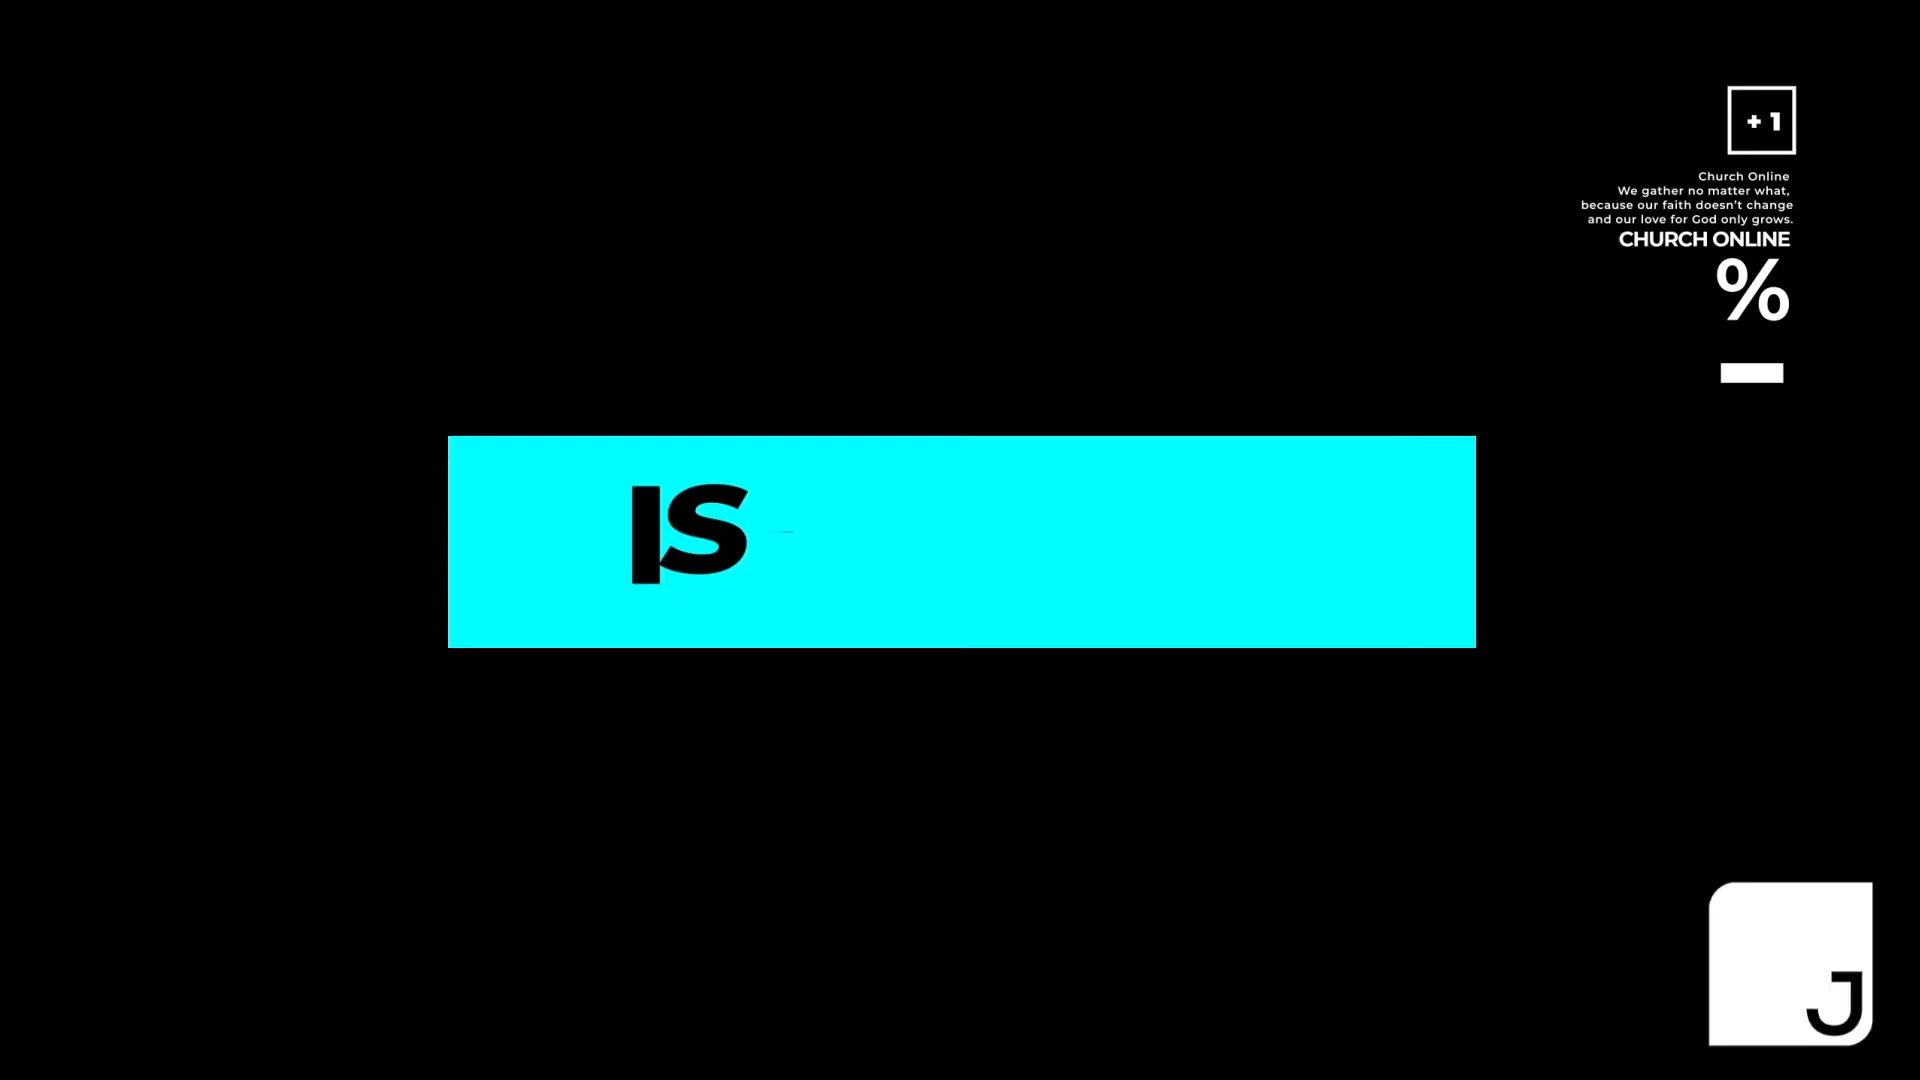 + 1
Church Online
We gather no matter what,
because our faith doesn't change
and our love for God only grows.
CHURCH ONLINE
%
IS
J